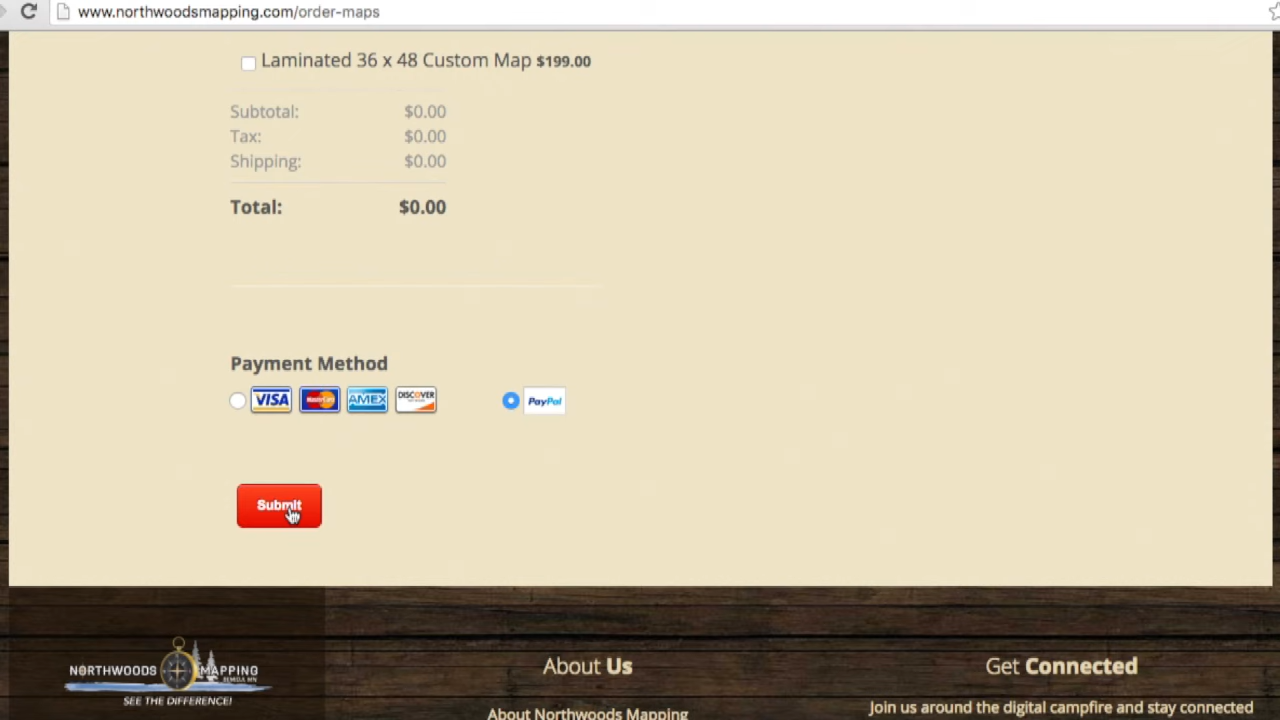 www.northwoodsmapping.com/order-maps
Laminated 36 x 48 Custom Map $199.00
Subtotal: $0.00
Tax: $0.00
Shipping: $0.00
Total: $0.00
Payment Method
VISA MasterCard AMEX DISCOVER PayPal
Submit
NORTHWOODS MAPPING
SEE THE DIFFERENCE!
About Us
Get Connected
About Northwoods Mapping
Join us around the digital campfire and stay connected